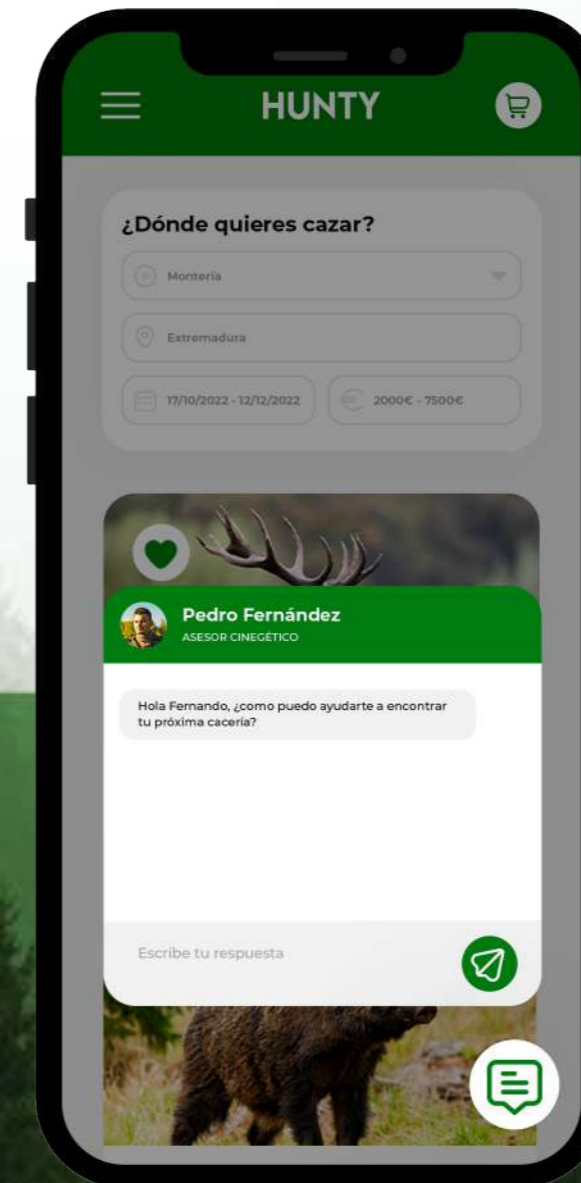 HUNTY
¿Dónde quieres cazar?
Montería
Extremadura
17/10/2022 - 12/12/2022
2000€ - 7500€
Pedro Fernández
ASESOR CINEGÉTICO
Hola Fernando, ¿como puedo ayudarte a encontrar
tu próxima cacería?
Escribe tu respuesta